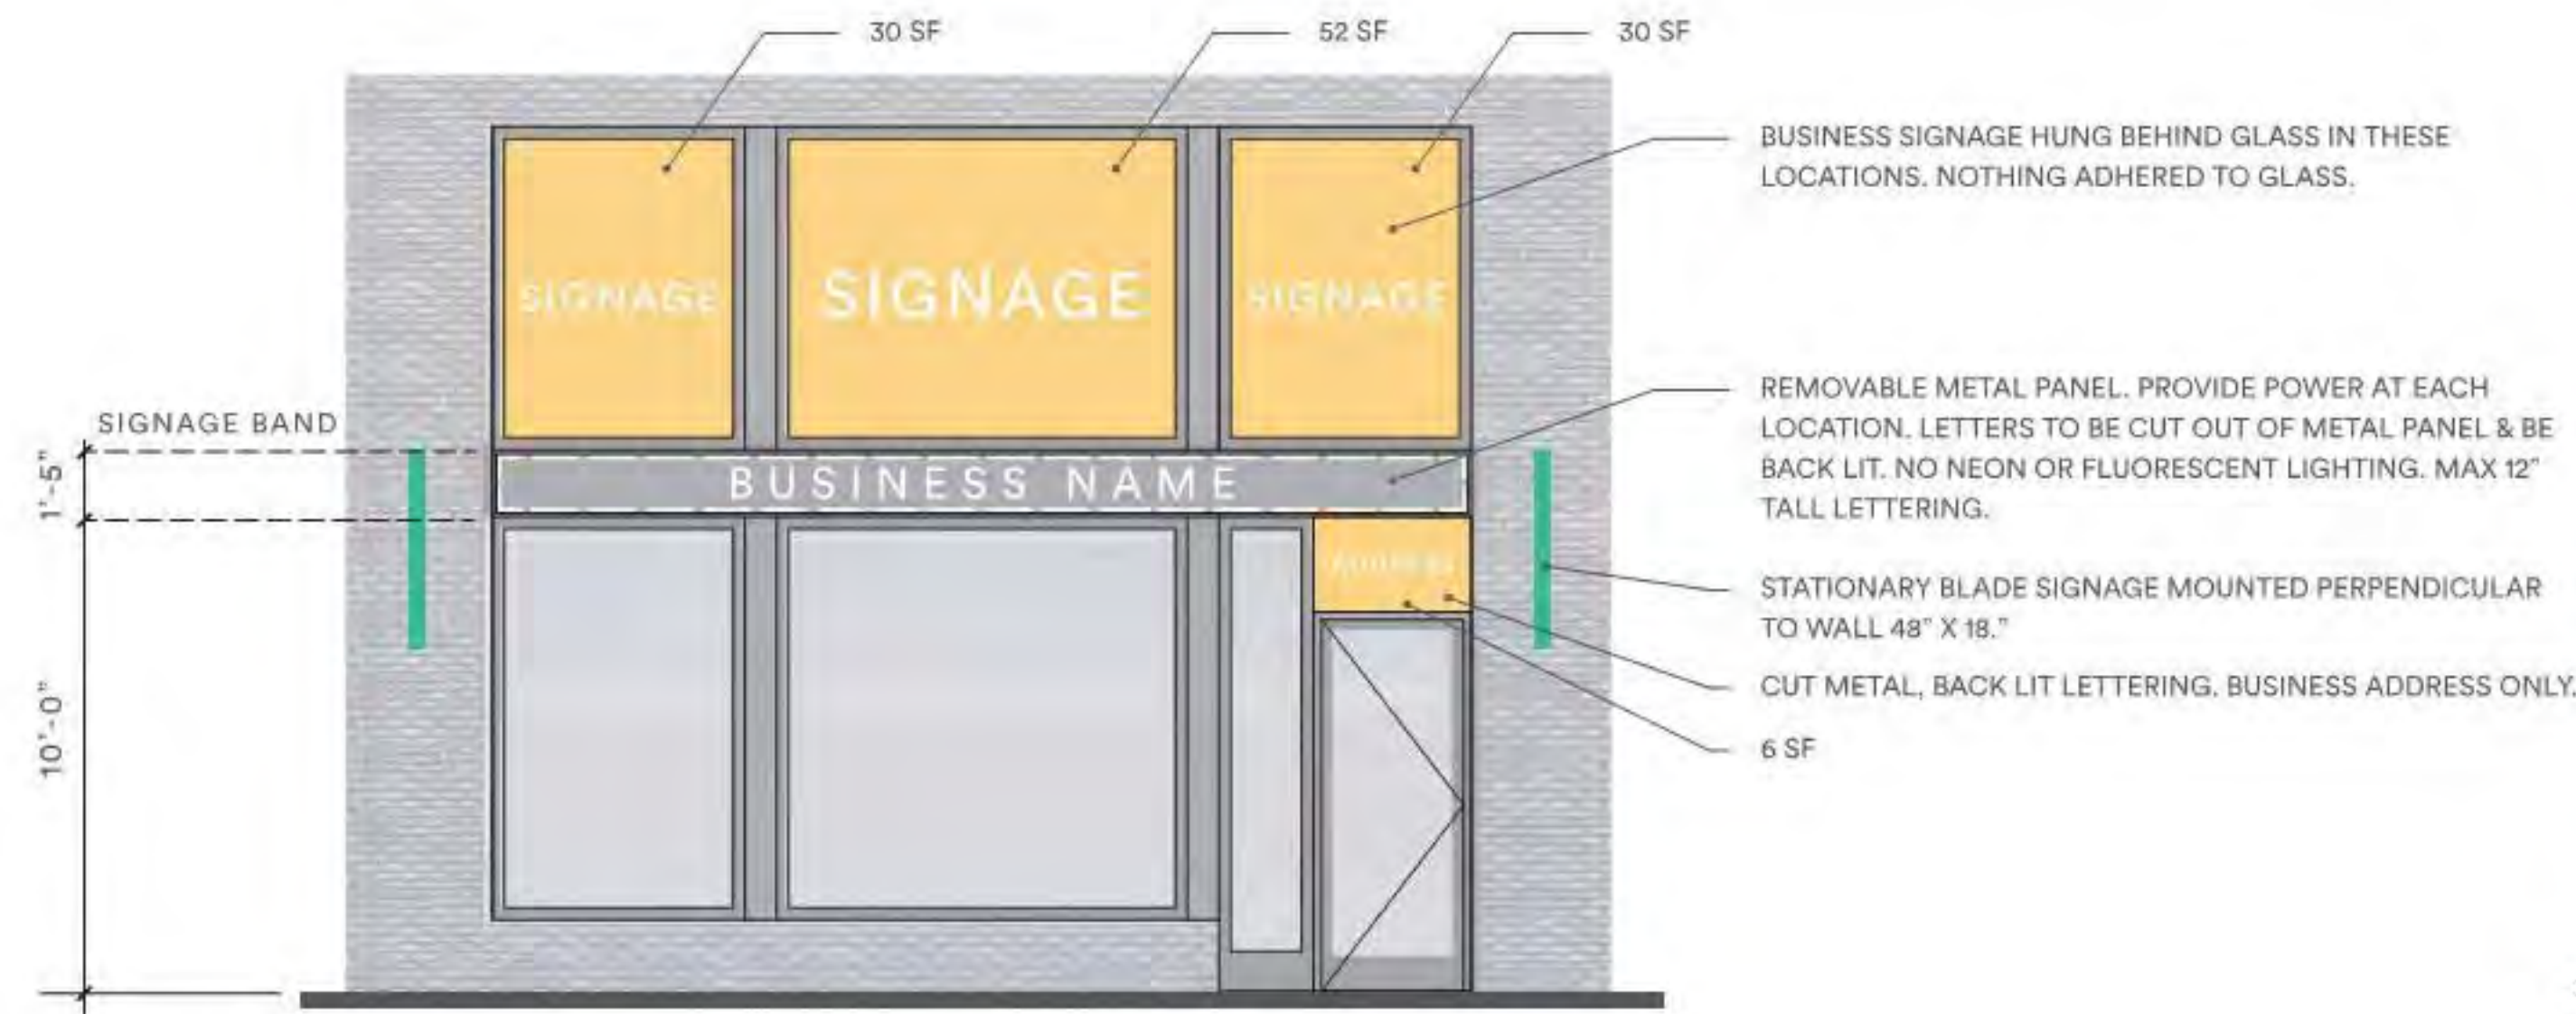 30 SF
52 SF
30 SF
BUSINESS SIGNAGE HUNG BEHIND GLASS IN THESE
LOCATIONS. NOTHING ADHERED TO GLASS.
SIGNAGE
SIGNAGE
SIGNAGE
REMOVABLE METAL PANEL. PROVIDE POWER AT EACH
LOCATION. LETTERS TO BE CUT OUT OF METAL PANEL & BE
BACK LIT. NO NEON OR FLUORESCENT LIGHTING. MAX 12"
TALL LETTERING.
SIGNAGE BAND
1'-5"
BUSINESS NAME
ADDRESS
STATIONARY BLADE SIGNAGE MOUNTED PERPENDICULAR
TO WALL 48" X 18."
CUT METAL, BACK LIT LETTERING. BUSINESS ADDRESS ONLY.
10'-0"
6 SF